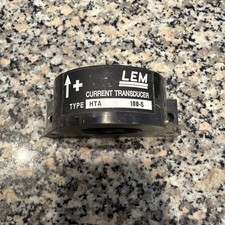 LEM
+
CURRENT TRANSDUCER
TYPE HTA 100-S